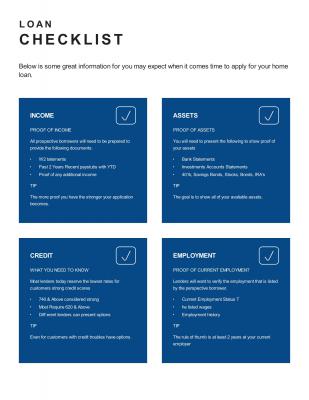 LOAN
CHECKLIST
Below is some great information for you may expect when it comes time to apply for your home
loan.
INCOME
PROOF OF INCOME
All prospective borrowers will need to be prepared to
provide the following documents:
• W2 tatements
• Past 2 Years Recent paystubs with YTD
• Proof of any additional income
TIP
The more proof you have the stronger your application
becomes.
ASSETS
PROOF OF ASSETS
You will need to present the following to show proof of
your assets
• Bank Statements
• Investments Accounts Statements
• 401k, Savings Bonds, Stocks, Bonds, IRA's
TIP
The goal is to show all of your available assets.
CREDIT
WHAT YOU NEED TO KNOW
Most lenders today reserve the lowest rates for
customers strong credit scores
• 740 & Above considered strong
• Most Require 620 & Above
• Diff erent lenders can present options
TIP
Even for customers with credit troubles have options.
EMPLOYMENT
PROOF OF CURRENT EMPLOYMENT
Lenders will want to verify the employment that is listed
by the perspective borrower.
• Current Employment Status T
• he listed wages
• Employment history
TIP
The rule of thumb is at least 2 years at your current
employer